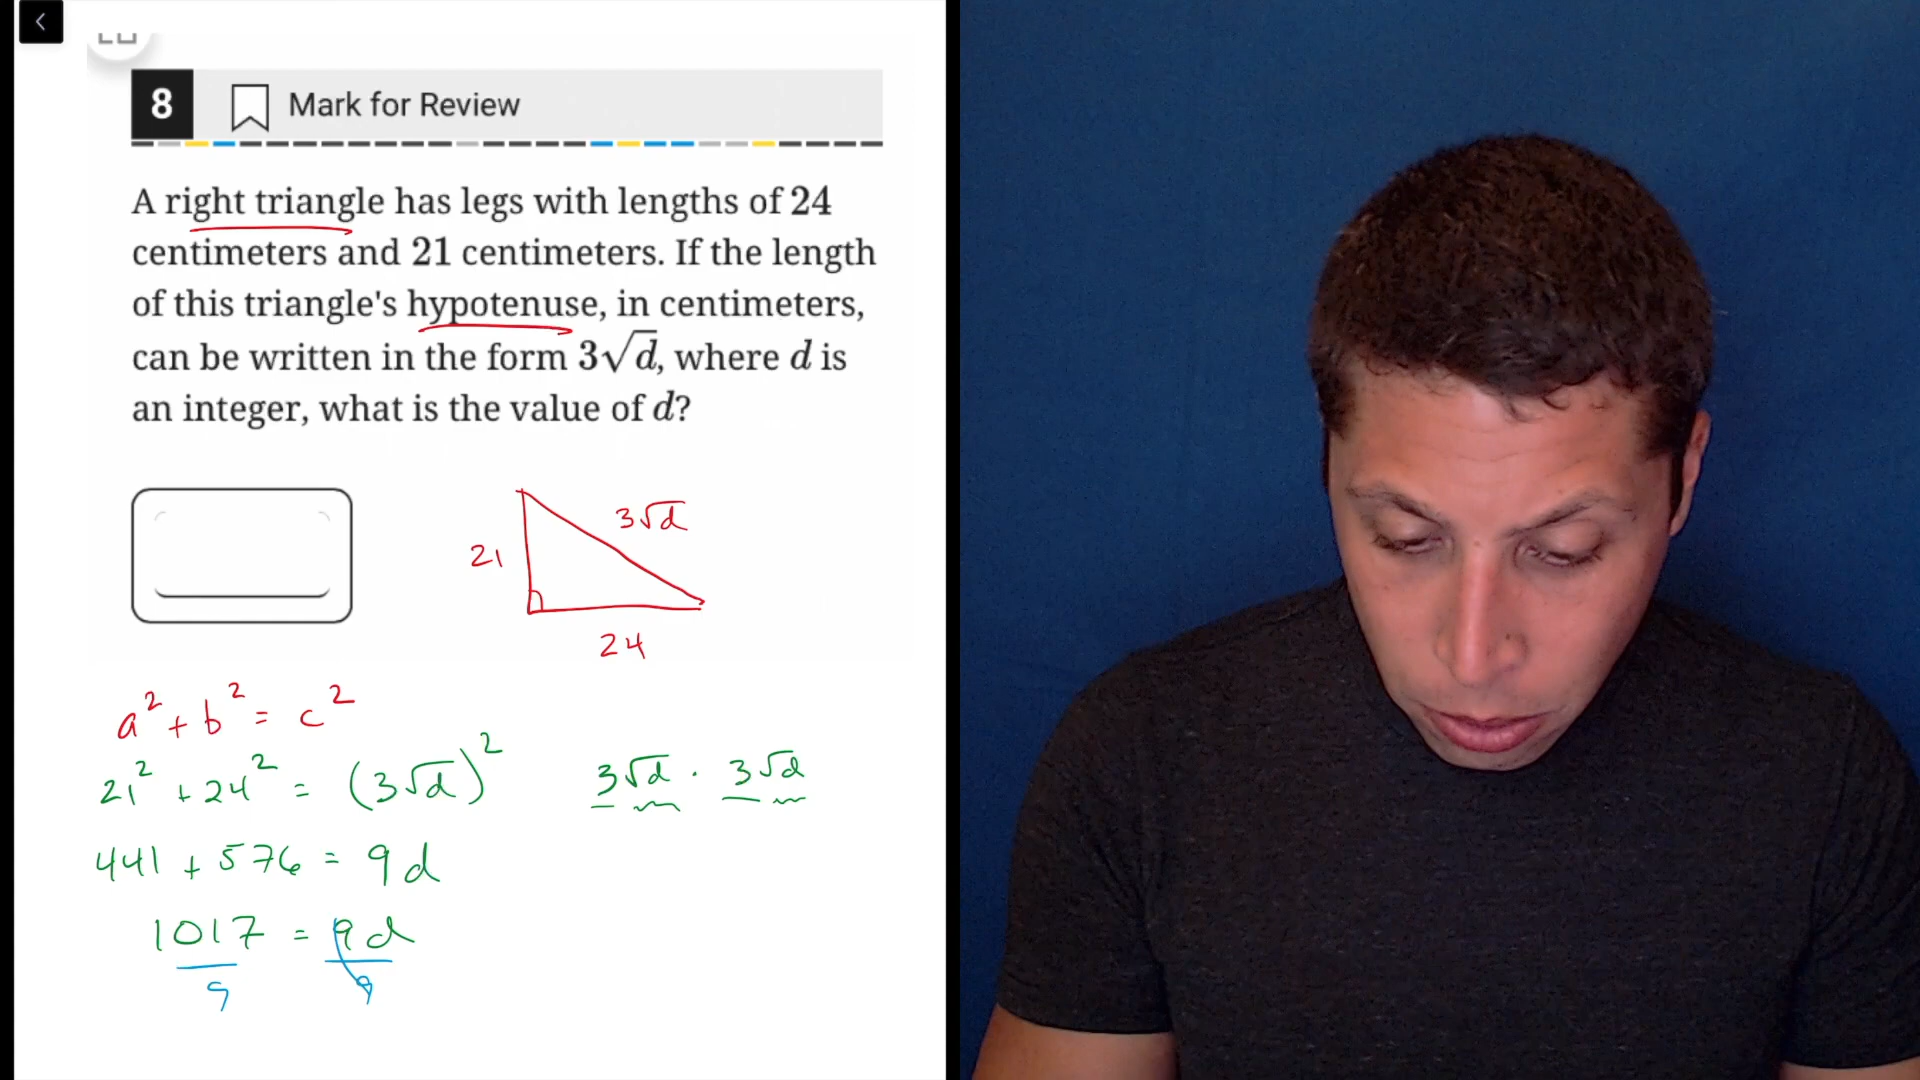 8 Mark for Review
A right triangle has legs with lengths of 24
centimeters and 21 centimeters. If the length
of this triangle's hypotenuse, in centimeters,
can be written in the form 3√d, where d is
an integer, what is the value of d?
3√d
21
24
a² + b² = c²
21² + 24² = (3√d)² 3√d · 3√d
441 + 576 = 9d
1017 = 9d
9 9